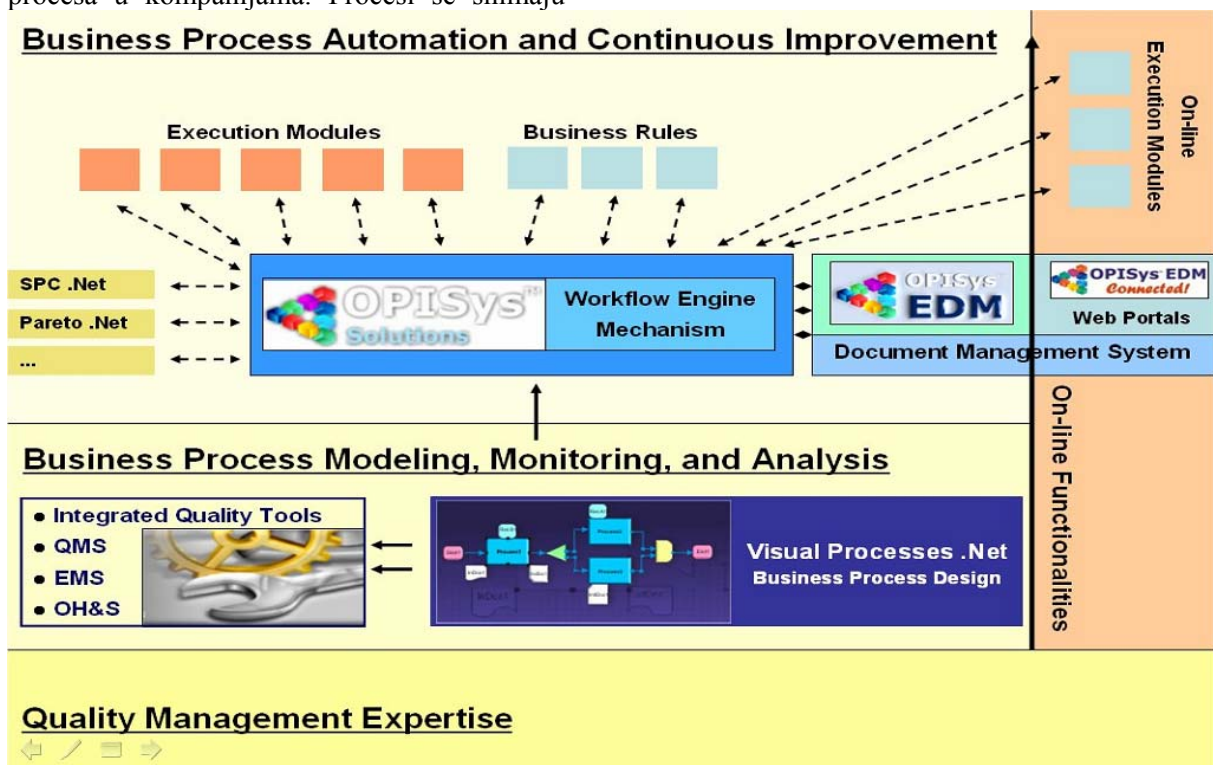 procesa u kompanijama. Procesi se snimaju
Business Process Automation and Continuous Improvement
Execution Modules
Business Rules
On-line
Execution Modules
SPC .Net
Pareto .Net
...
OPISys™
Solutions
Workflow Engine
Mechanism
OPISys
EDM
OPISys EDM
Connected!
Web Portals
Document Management System
On-line Functionalities
Business Process Modeling, Monitoring, and Analysis
● Integrated Quality Tools
● QMS
● EMS
● OH&S
Visual Processes .Net
Business Process Design
Quality Management Expertise